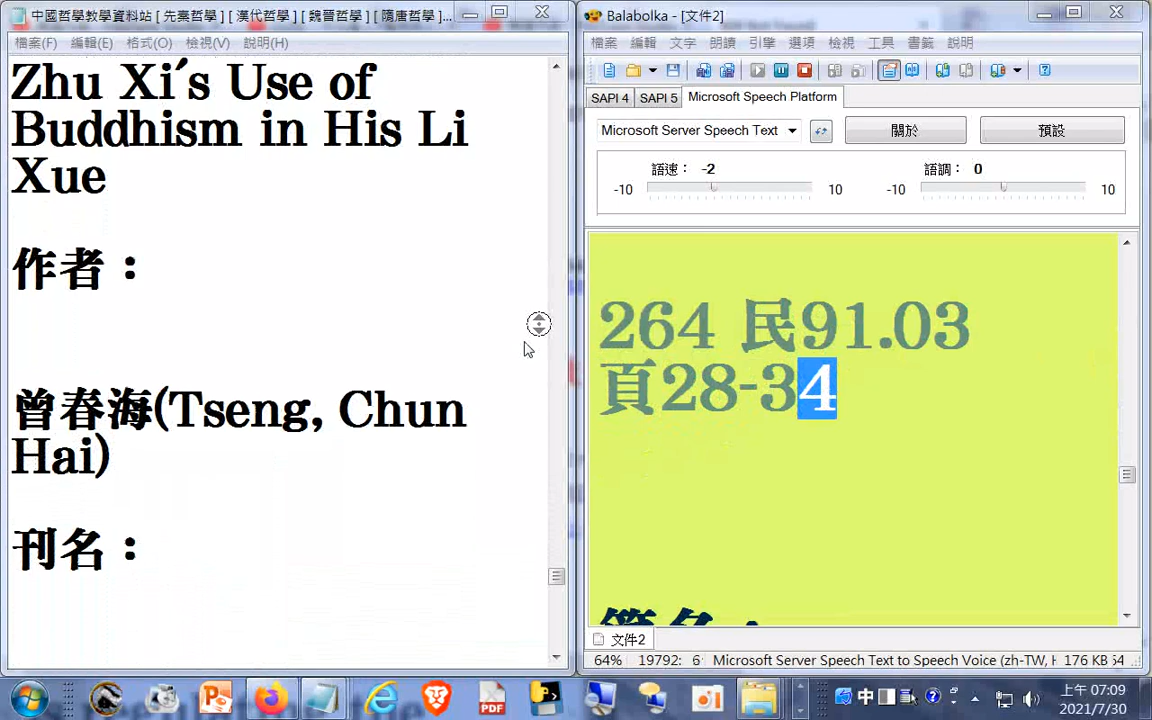 中國哲學教學資料站 [ 先秦哲學 ] [ 漢代哲學 ] [ 魏晉哲學 ] [ 隋唐哲學 ]...
檔案(F) 編輯(E) 格式(O) 檢視(V) 說明(H)
Zhu Xi's Use of
Buddhism in His Li
Xue
作者：
曾春海(Tseng, Chun
Hai)
刊名：
Balabolka - [文件2]
檔案 編輯 文字 朗讀 引擎 選項 檢視 工具 書籤 說明
SAPI 4 SAPI 5 Microsoft Speech Platform
Microsoft Server Speech Text 關於 預設
語速： -2 語調： 0
-10 10 -10 10
264 民91.03
頁28-34
文件2
64% 19792: 6 Microsoft Server Speech Text to Speech Voice (zh-TW, H 176 KB
中 上午 07:09
2021/7/30